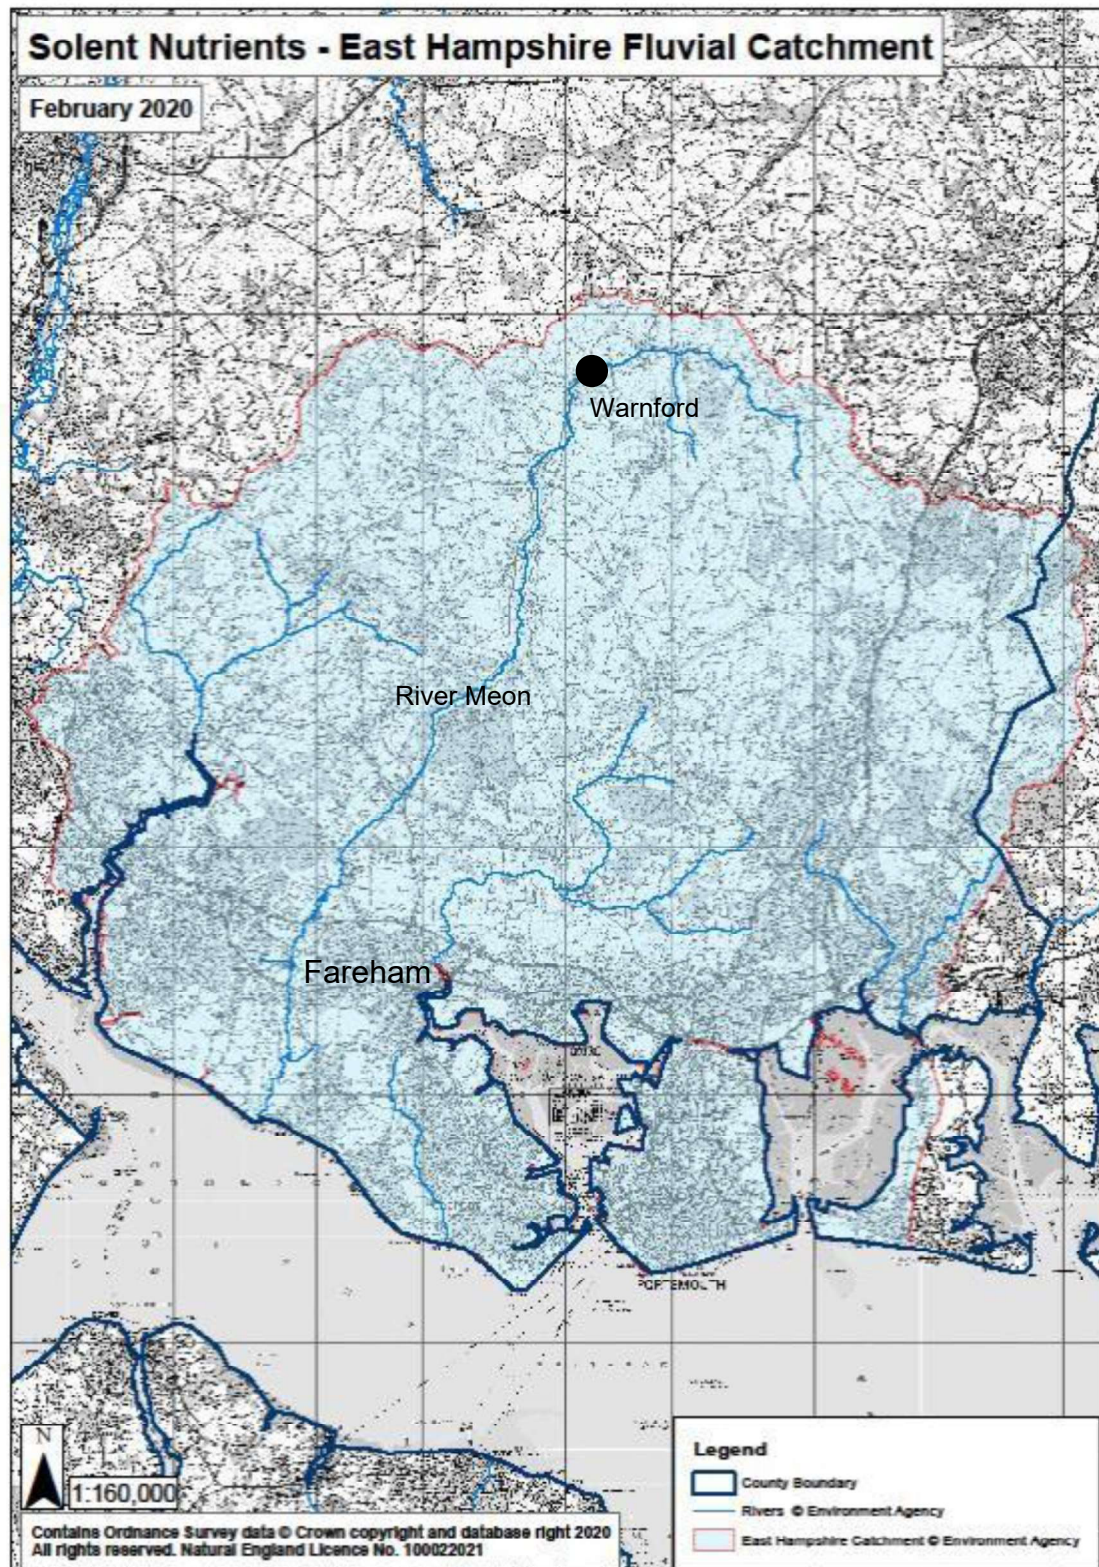 Solent Nutrients - East Hampshire Fluvial Catchment
February 2020
Warnford
River Meon
Fareham
PORTSMOUTH
N
1:160,000
Legend
County Boundary
Rivers © Environment Agency
East Hampshire Catchment © Environment Agency
Contains Ordnance Survey data © Crown copyright and database right 2020
All rights reserved. Natural England Licence No. 100022021